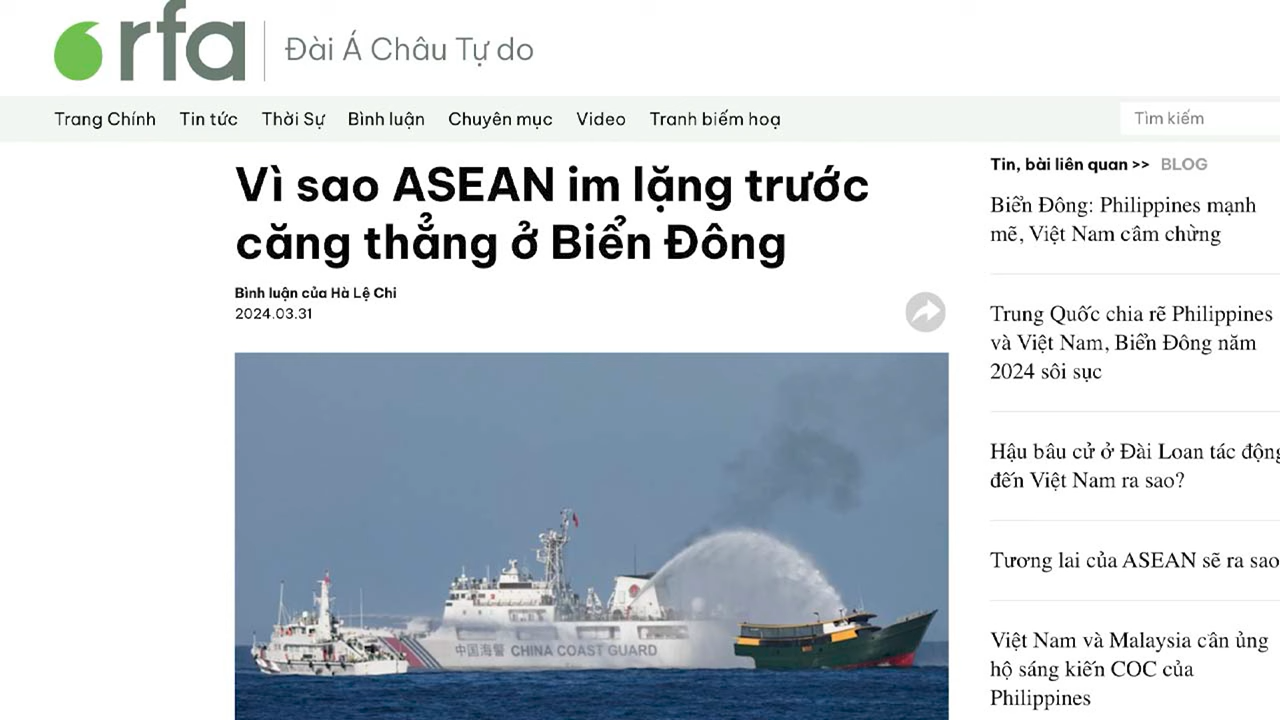 rfa
Đài Á Châu Tự do
Trang Chính Tin tức Thời Sự Bình luận Chuyên mục Video Tranh biếm hoạ
Tìm kiếm
Vì sao ASEAN im lặng trước
căng thẳng ở Biển Đông
Bình luận của Hà Lệ Chi
2024.03.31
中国海警 CHINA COAST GUARD
Tin, bài liên quan >> BLOG
Biển Đông: Philippines mạnh
mẽ, Việt Nam câm chừng
Trung Quốc chia rẽ Philippines
và Việt Nam, Biển Đông năm
2024 sôi sục
Hậu bâu cử ở Đài Loan tác động
đến Việt Nam ra sao?
Tương lai của ASEAN sẽ ra sao
Việt Nam và Malaysia cân ủng
hộ sáng kiến COC của
Philippines